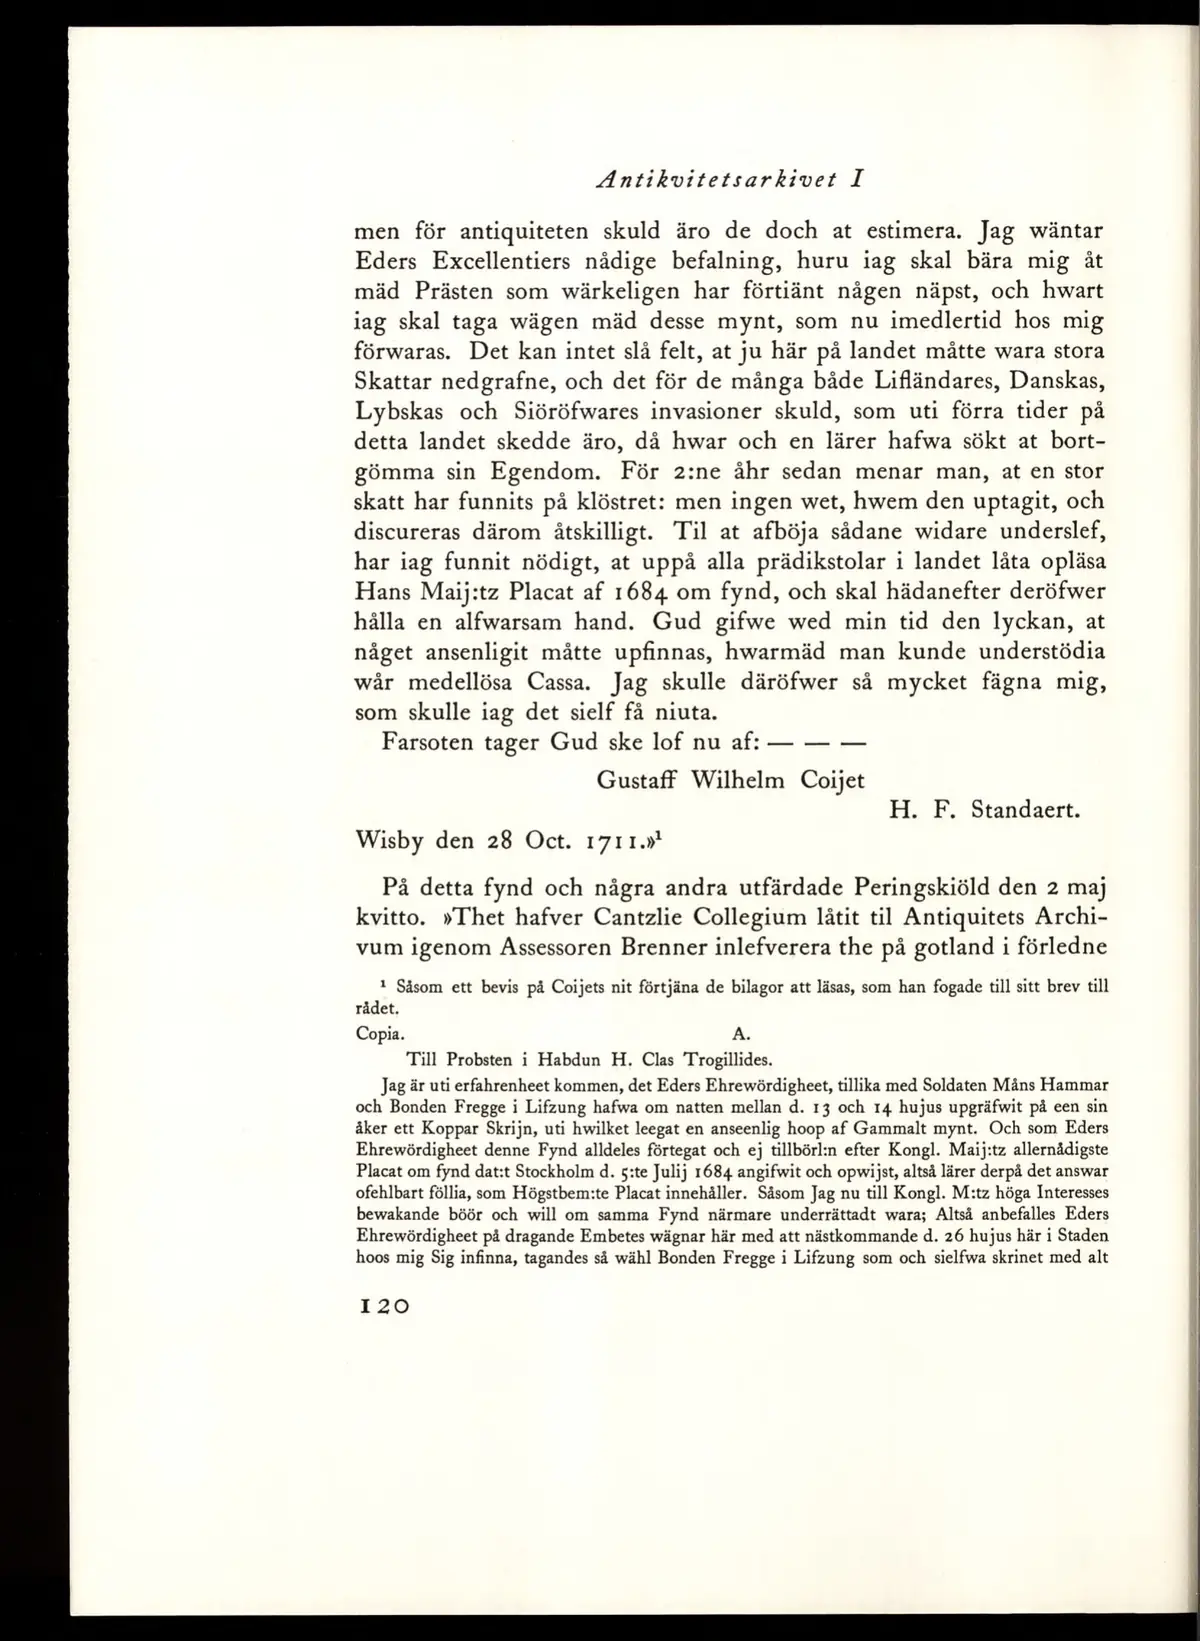 Antikvitetsarkivet I
men för antiquiteten skuld äro de doch at estimera. Jag wäntar
Eders Excellentiers nådige befalning, huru iag skal bära mig åt
mäd Prästen som wärkeligen har förtiänt någen näpst, och hwart
iag skal taga wägen mäd desse mynt, som nu imedlertid hos mig
förwaras. Det kan intet slå felt, at ju här på landet måtte wara stora
Skattar nedgrafne, och det för de många både Lifländares, Danskas,
Lybskas och Siöröfwares invasioner skuld, som uti förra tider på
detta landet skedde äro, då hwar och en lärer hafwa sökt at bort-
gömma sin Egendom. För 2:ne åhr sedan menar man, at en stor
skatt har funnits på klöstret: men ingen wet, hwem den uptagit, och
discureras därom åtskilligt. Til at afböja sådane widare underslef,
har iag funnit nödigt, at uppå alla prädikstolar i landet låta opläsa
Hans Maij:tz Placat af 1684 om fynd, och skal hädanefter deröfwer
hålla en alfwarsam hand. Gud gifwe wed min tid den lyckan, at
något ansenligit måtte upfinnas, hwarmäd man kunde understödia
wår medellösa Cassa. Jag skulle däröfwer så mycket fägna mig,
som skulle iag det sielf få niuta.
Farsoten tager Gud ske lof nu af: — — —
Gustaff Wilhelm Coijet
H. F. Standaert.
Wisby den 28 Oct. 1711.»¹
På detta fynd och några andra utfärdade Peringskiöld den 2 maj
kvitto. »Thet hafver Cantzlie Collegium låtit til Antiquitets Archi-
vum igenom Assessoren Brenner inlefverera the på gotland i förledne
¹ Såsom ett bevis på Coijets nit förtjäna de bilagor att läsas, som han fogade till sitt brev till
rådet.
Copia. A.
Till Probsten i Habdun H. Clas Trogillides.
Jag är uti erfahrenheet kommen, det Eders Ehrewördigheet, tillika med Soldaten Måns Hammar
och Bonden Fregge i Lifzung hafwa om natten mellan d. 13 och 14 hujus upgräfwit på een sin
åker ett Koppar Skrijn, uti hwilket leegat en anseenlig hoop af Gammalt mynt. Och som Eders
Ehrewördigheet denne Fynd alldeles förtegat och ej tillbörl:n efter Kongl. Maij:tz allernådigste
Placat om fynd dat:t Stockholm d. 5:te Julij 1684 angifwit och opwijst, altså lärer derpå det answar
ofehlbart föllia, som Högstbem:te Placat innehåller. Såsom Jag nu till Kongl. M:tz höga Interesses
bewakande böör och will om samma Fynd närmare underrättadt wara; Altså anbefalles Eders
Ehrewördigheet på dragande Embetes wägnar här med att nästkommande d. 26 hujus här i Staden
hoos mig Sig infinna, tagandes så wähl Bonden Fregge i Lifzung som och sielfwa skrinet med alt
120